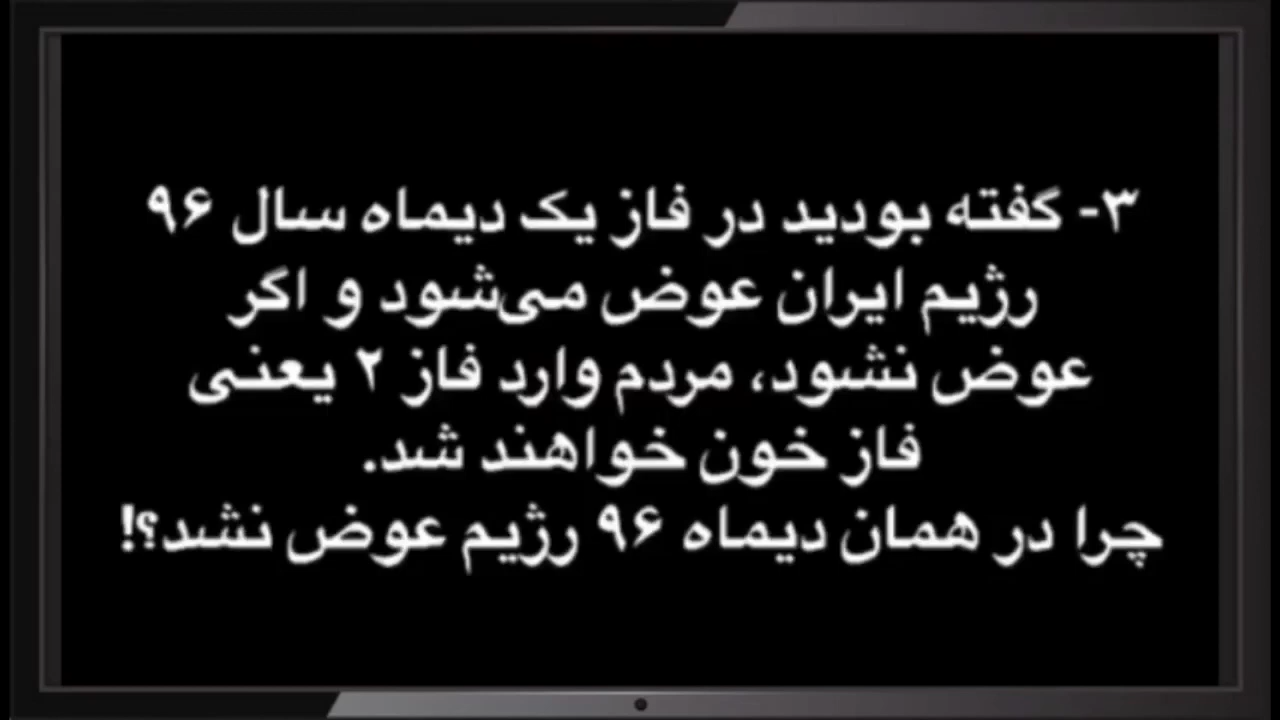 ۳- گفته بودید در فاز یک دیماه سال ۹۶
رژیم ایران عوض می‌شود و اگر
عوض نشود، مردم وارد فاز ۲ یعنی
فاز خون خواهند شد.
چرا در همان دیماه ۹۶ رژیم عوض نشد؟!